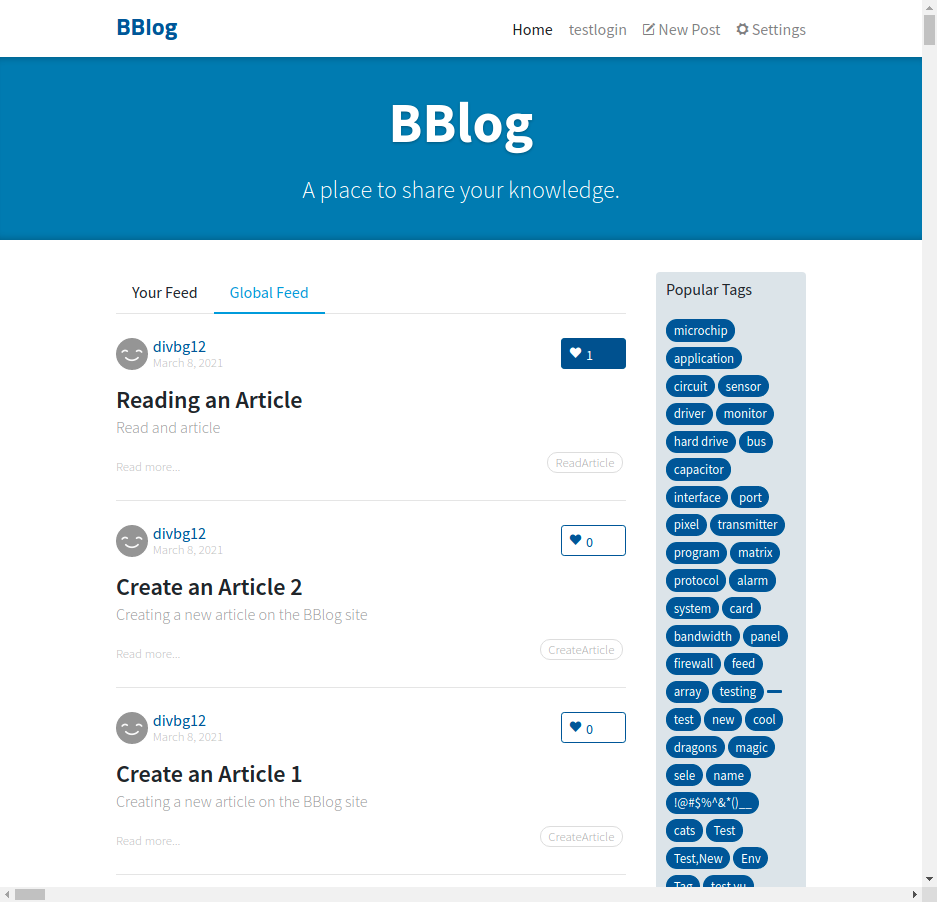 BBlog
Home testlogin New Post Settings
BBlog
A place to share your knowledge.
Your Feed Global Feed
divbg12
March 8, 2021
1
Reading an Article
Read and article
Read more...
ReadArticle
divbg12
March 8, 2021
0
Create an Article 2
Creating a new article on the BBlog site
Read more...
CreateArticle
divbg12
March 8, 2021
0
Create an Article 1
Creating a new article on the BBlog site
Read more...
CreateArticle
Popular Tags
microchip
application
circuit sensor
driver monitor
hard drive bus
capacitor
interface port
pixel transmitter
program matrix
protocol alarm
system card
bandwidth panel
firewall feed
array testing
test new cool
dragons magic
sele name
!@#$%^&*()__
cats Test
Test,New Env
Tag test.yu